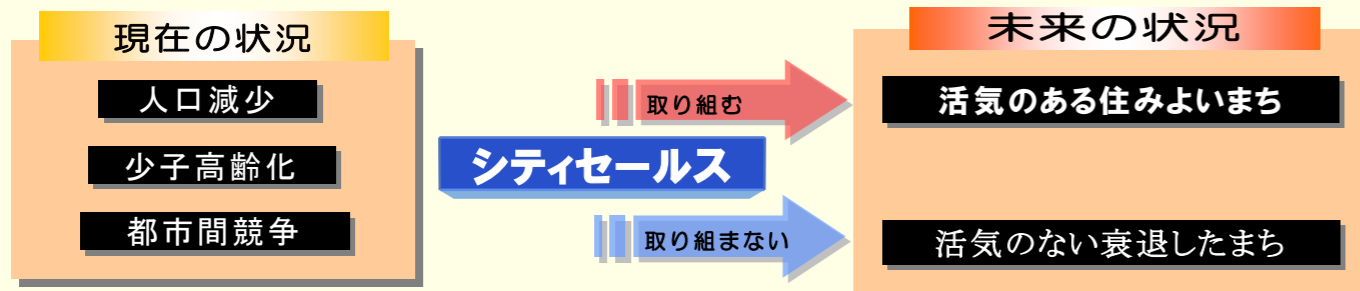 現在の状況
人口減少
少子高齢化
都市間競争
シティセールス
取り組む
取り組まない
未来の状況
活気のある住みよいまち
活気のない衰退したまち